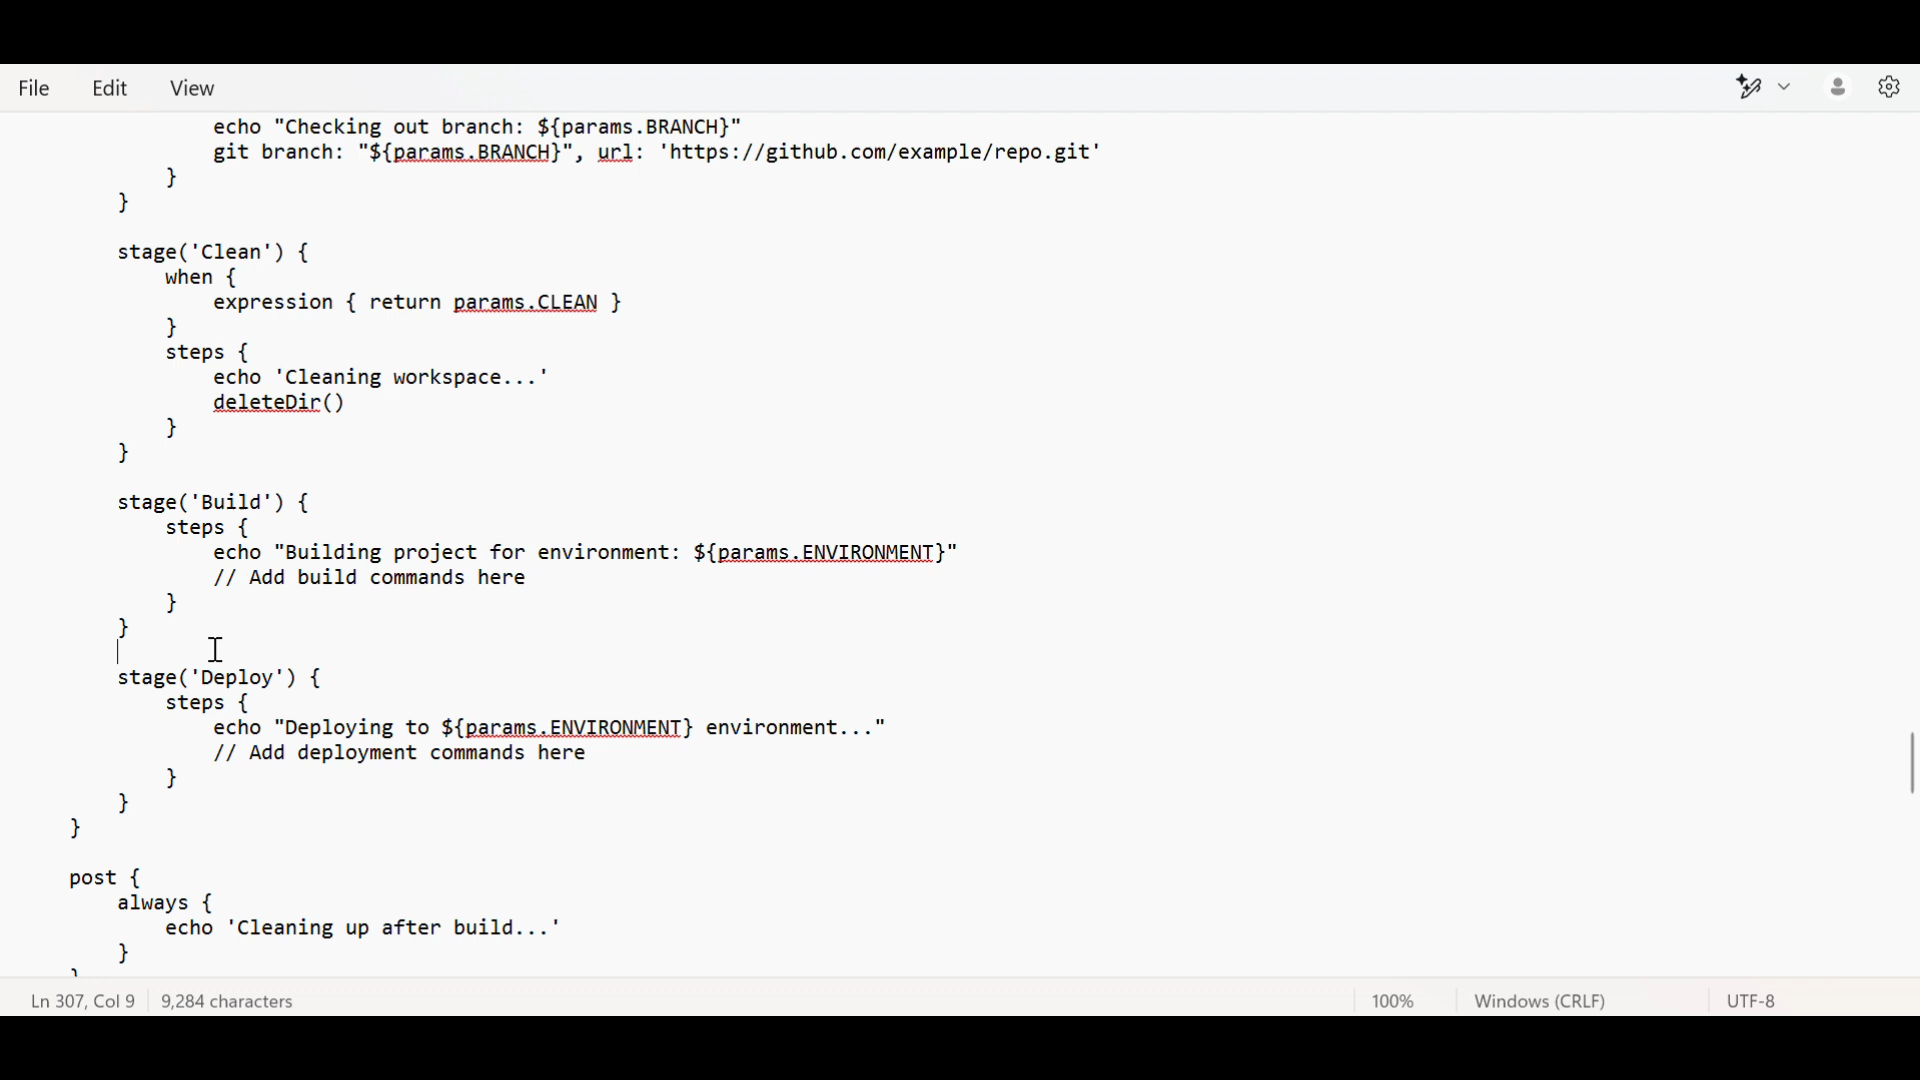 File Edit View
echo "Checking out branch: ${params.BRANCH}"
git branch: "${params.BRANCH}", url: 'https://github.com/example/repo.git'
}
}
stage('Clean') {
when {
expression { return params.CLEAN }
}
steps {
echo 'Cleaning workspace...'
deleteDir()
}
}
stage('Build') {
steps {
echo "Building project for environment: ${params.ENVIRONMENT}"
// Add build commands here
}
}
stage('Deploy') {
steps {
echo "Deploying to ${params.ENVIRONMENT} environment..."
// Add deployment commands here
}
}
}
post {
always {
echo 'Cleaning up after build...'
}
}
Ln 307, Col 9 9,284 characters 100% Windows (CRLF) UTF-8